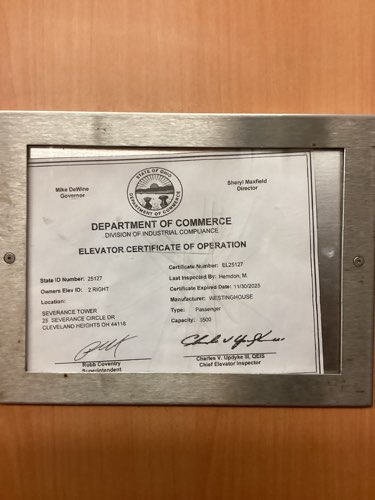 STATE OF OHIO
DEPARTMENT OF COMMERCE
Mike DeWine
Governor
Sheryl Maxfield
Director
DEPARTMENT OF COMMERCE
DIVISION OF INDUSTRIAL COMPLIANCE
ELEVATOR CERTIFICATE OF OPERATION
State ID Number: 25127
Owners Elev ID: 2 RIGHT
Location:
SEVERANCE TOWER
25 SEVERANCE CIRCLE DR
CLEVELAND HEIGHTS OH 44118
Certificate Number: EL25127
Last Inspected By: Herndon, M.
Certificate Expired Date: 11/30/2025
Manufacturer: WESTINGHOUSE
Type: Passenger
Capacity: 3500
Robb Coventry
Superintendent
Charles V. Updyke III, QEIS
Chief Elevator Inspector